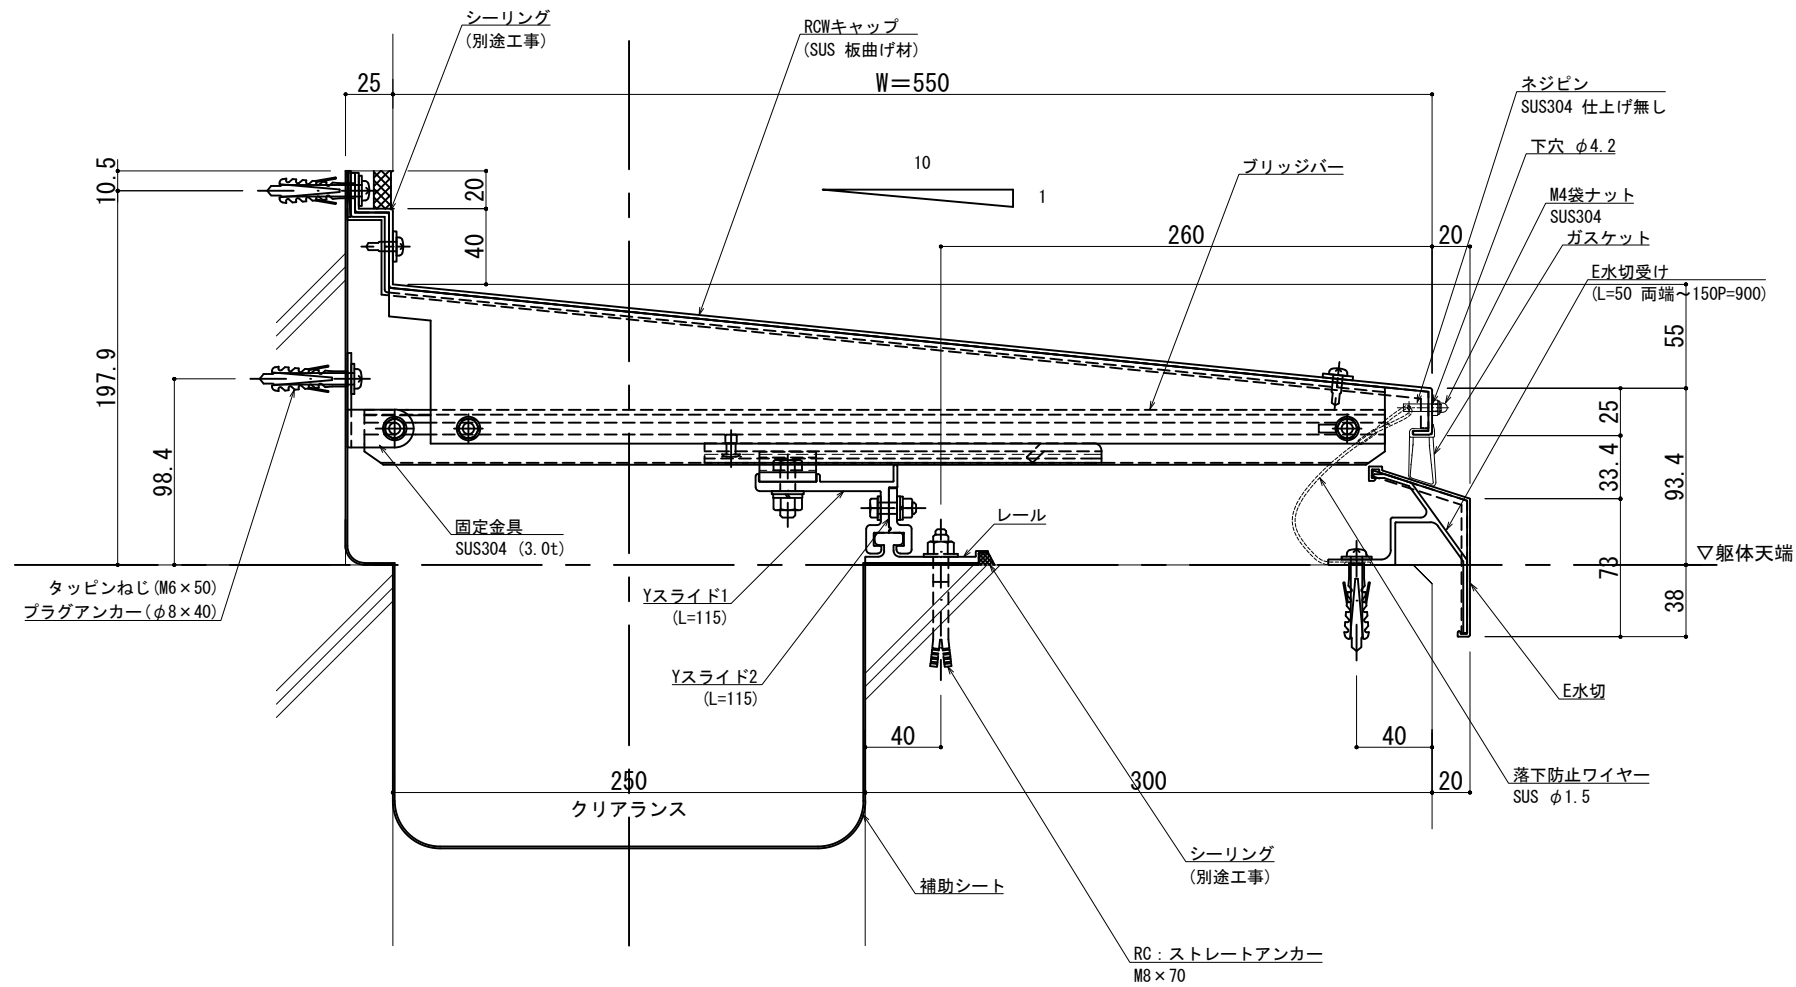 シーリング
(別途工事)
RCWキャップ
(SUS 板曲げ材)
25
W=550
ネジピン
SUS304 仕上げ無し
下穴 φ4.2
10.5
20
10
1
ブリッジバー
M4袋ナット
SUS304
40
260
20
ガスケット
E水切受け
(L=50 両端～150P=900)
55
197.9
25
98.4
33.4
93.4
固定金具
SUS304 (3.0t)
レール
▽躯体天端
73
38
タッピンねじ(M6×50)
プラグアンカー(φ8×40)
Yスライド1
(L=115)
Yスライド2
(L=115)
E水切
40
40
250
300
20
クリアランス
落下防止ワイヤー
SUS φ1.5
シーリング
(別途工事)
補助シート
RC：ストレートアンカー
M8×70